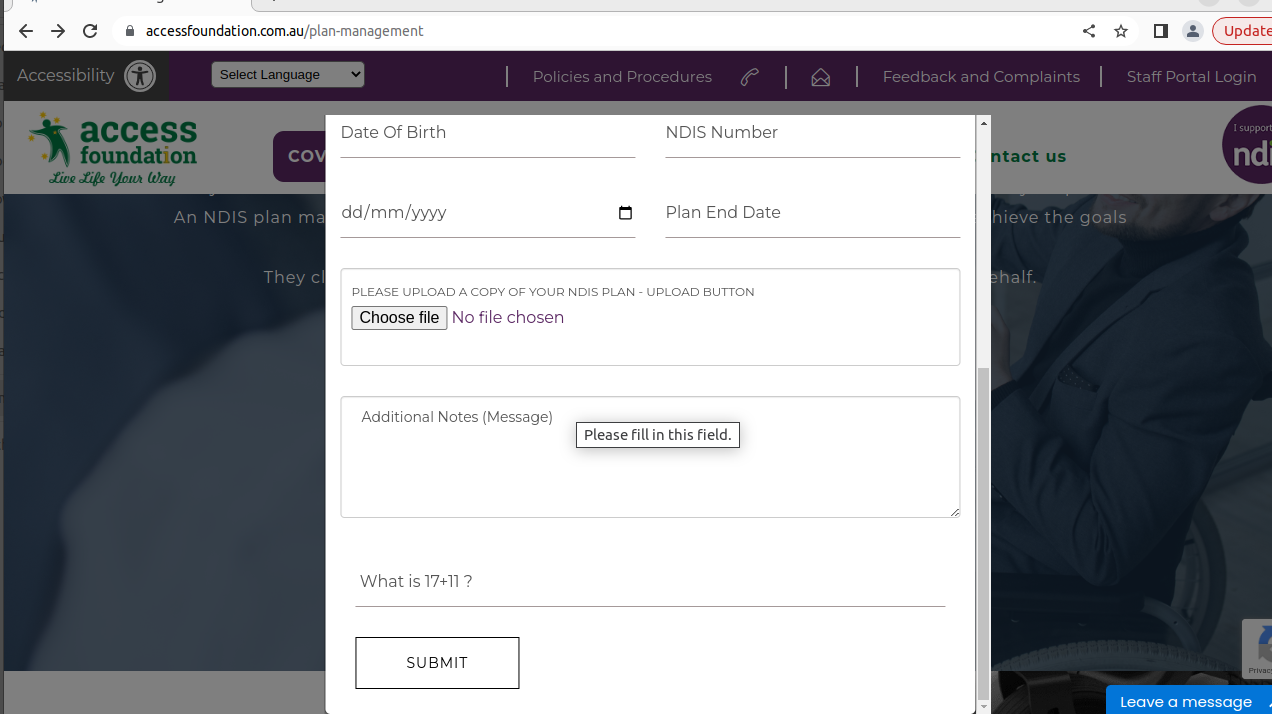 accessfoundation.com.au/plan-management
Update
Accessibility
Select Language
Policies and Procedures
Feedback and Complaints
Staff Portal Login
access
foundation
Live Life Your Way
COV
ntact us
I support
ndi
An NDIS plan ma
hieve the goals
They cl
ehalf.
Date Of Birth
NDIS Number
dd/mm/yyyy
Plan End Date
PLEASE UPLOAD A COPY OF YOUR NDIS PLAN - UPLOAD BUTTON
Choose file No file chosen
Additional Notes (Message)
Please fill in this field.
What is 17+11 ?
SUBMIT
Privacy
Leave a message